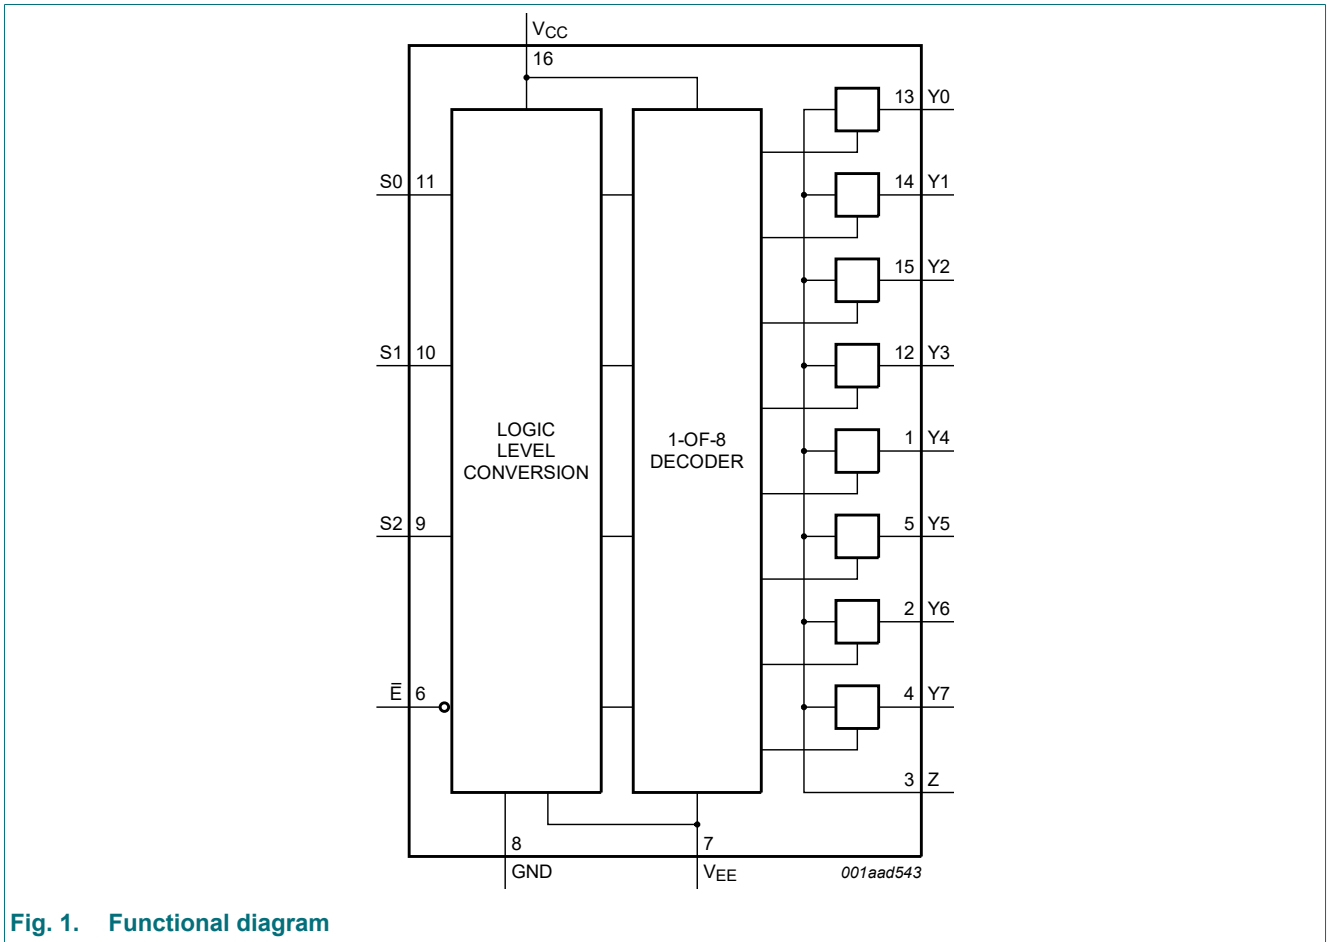 VCC
16
13 Y0
S0 11
14 Y1
15 Y2
S1 10
12 Y3
LOGIC
LEVEL
CONVERSION
1-OF-8
DECODER
1 Y4
S2 9
5 Y5
2 Y6
E̅ 6
4 Y7
3 Z
8
GND
7
VEE
001aad543
Fig. 1. Functional diagram